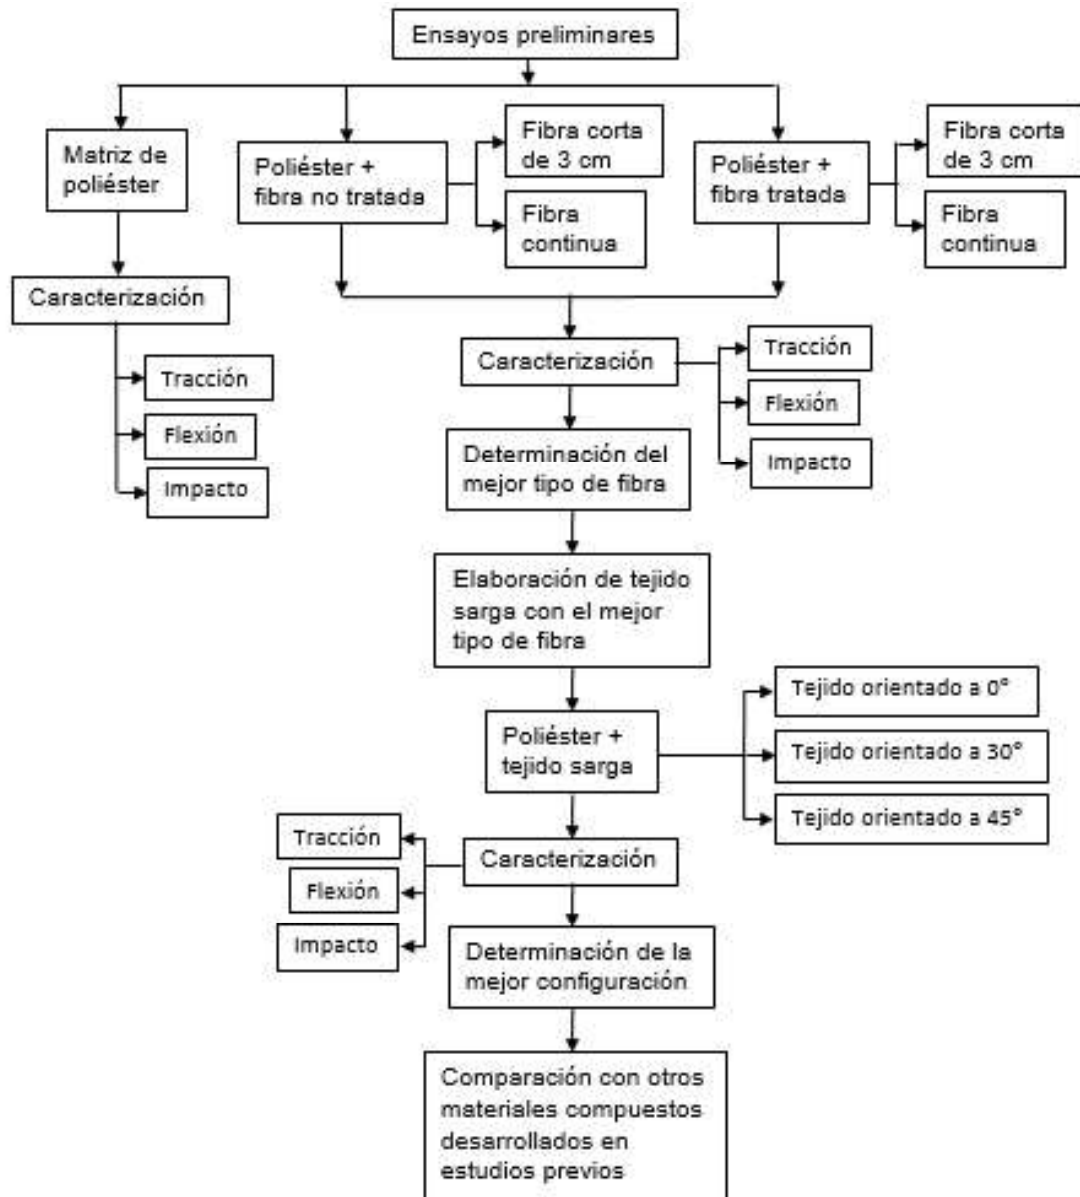 Ensayos preliminares
Matriz de
poliéster
Poliéster +
fibra no tratada
Fibra corta
de 3 cm
Fibra
continua
Poliéster +
fibra tratada
Fibra corta
de 3 cm
Fibra
continua
Caracterización
Tracción
Flexión
Impacto
Caracterización
Tracción
Flexión
Impacto
Determinación del
mejor tipo de fibra
Elaboración de tejido
sarga con el mejor
tipo de fibra
Poliéster +
tejido sarga
Tejido orientado a 0°
Tejido orientado a 30°
Tejido orientado a 45°
Caracterización
Tracción
Flexión
Impacto
Determinación de la
mejor configuración
Comparación con otros
materiales compuestos
desarrollados en
estudios previos